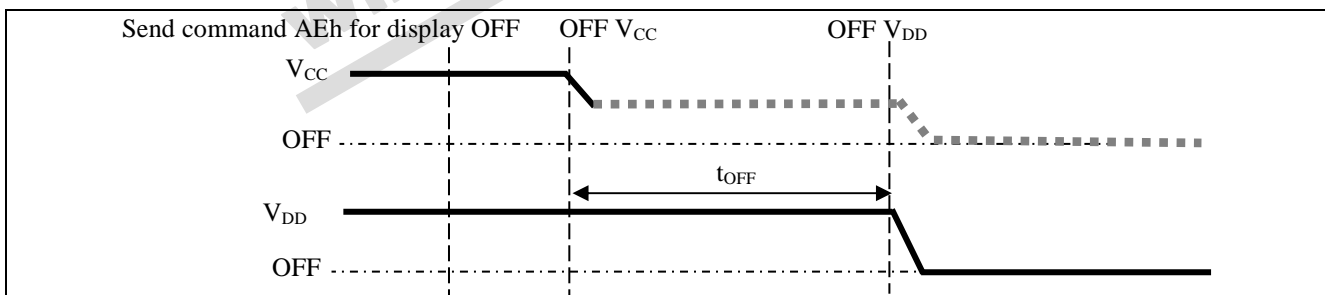 Send command AEh for display OFF OFF VCC OFF VDD
VCC
OFF
tOFF
VDD
OFF